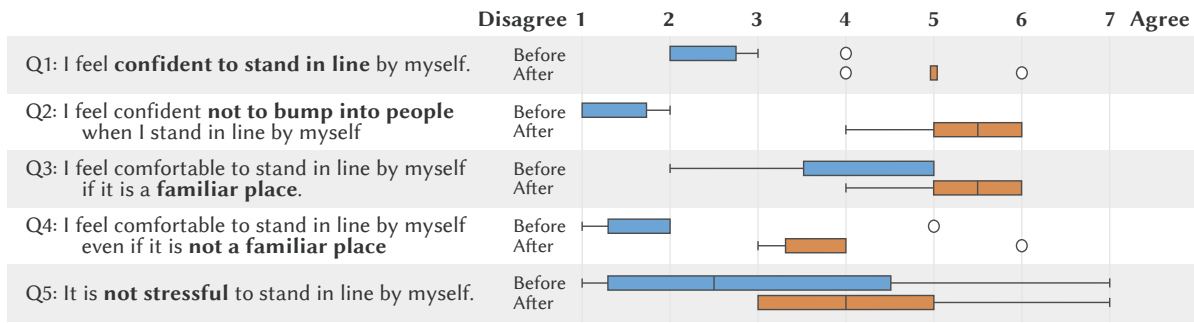 Disagree 1 2 3 4 5 6 7 Agree
Q1: I feel confident to stand in line by myself. Before
After
Q2: I feel confident not to bump into people Before
when I stand in line by myself After
Q3: I feel comfortable to stand in line by myself Before
if it is a familiar place. After
Q4: I feel comfortable to stand in line by myself Before
even if it is not a familiar place After
Q5: It is not stressful to stand in line by myself. Before
After